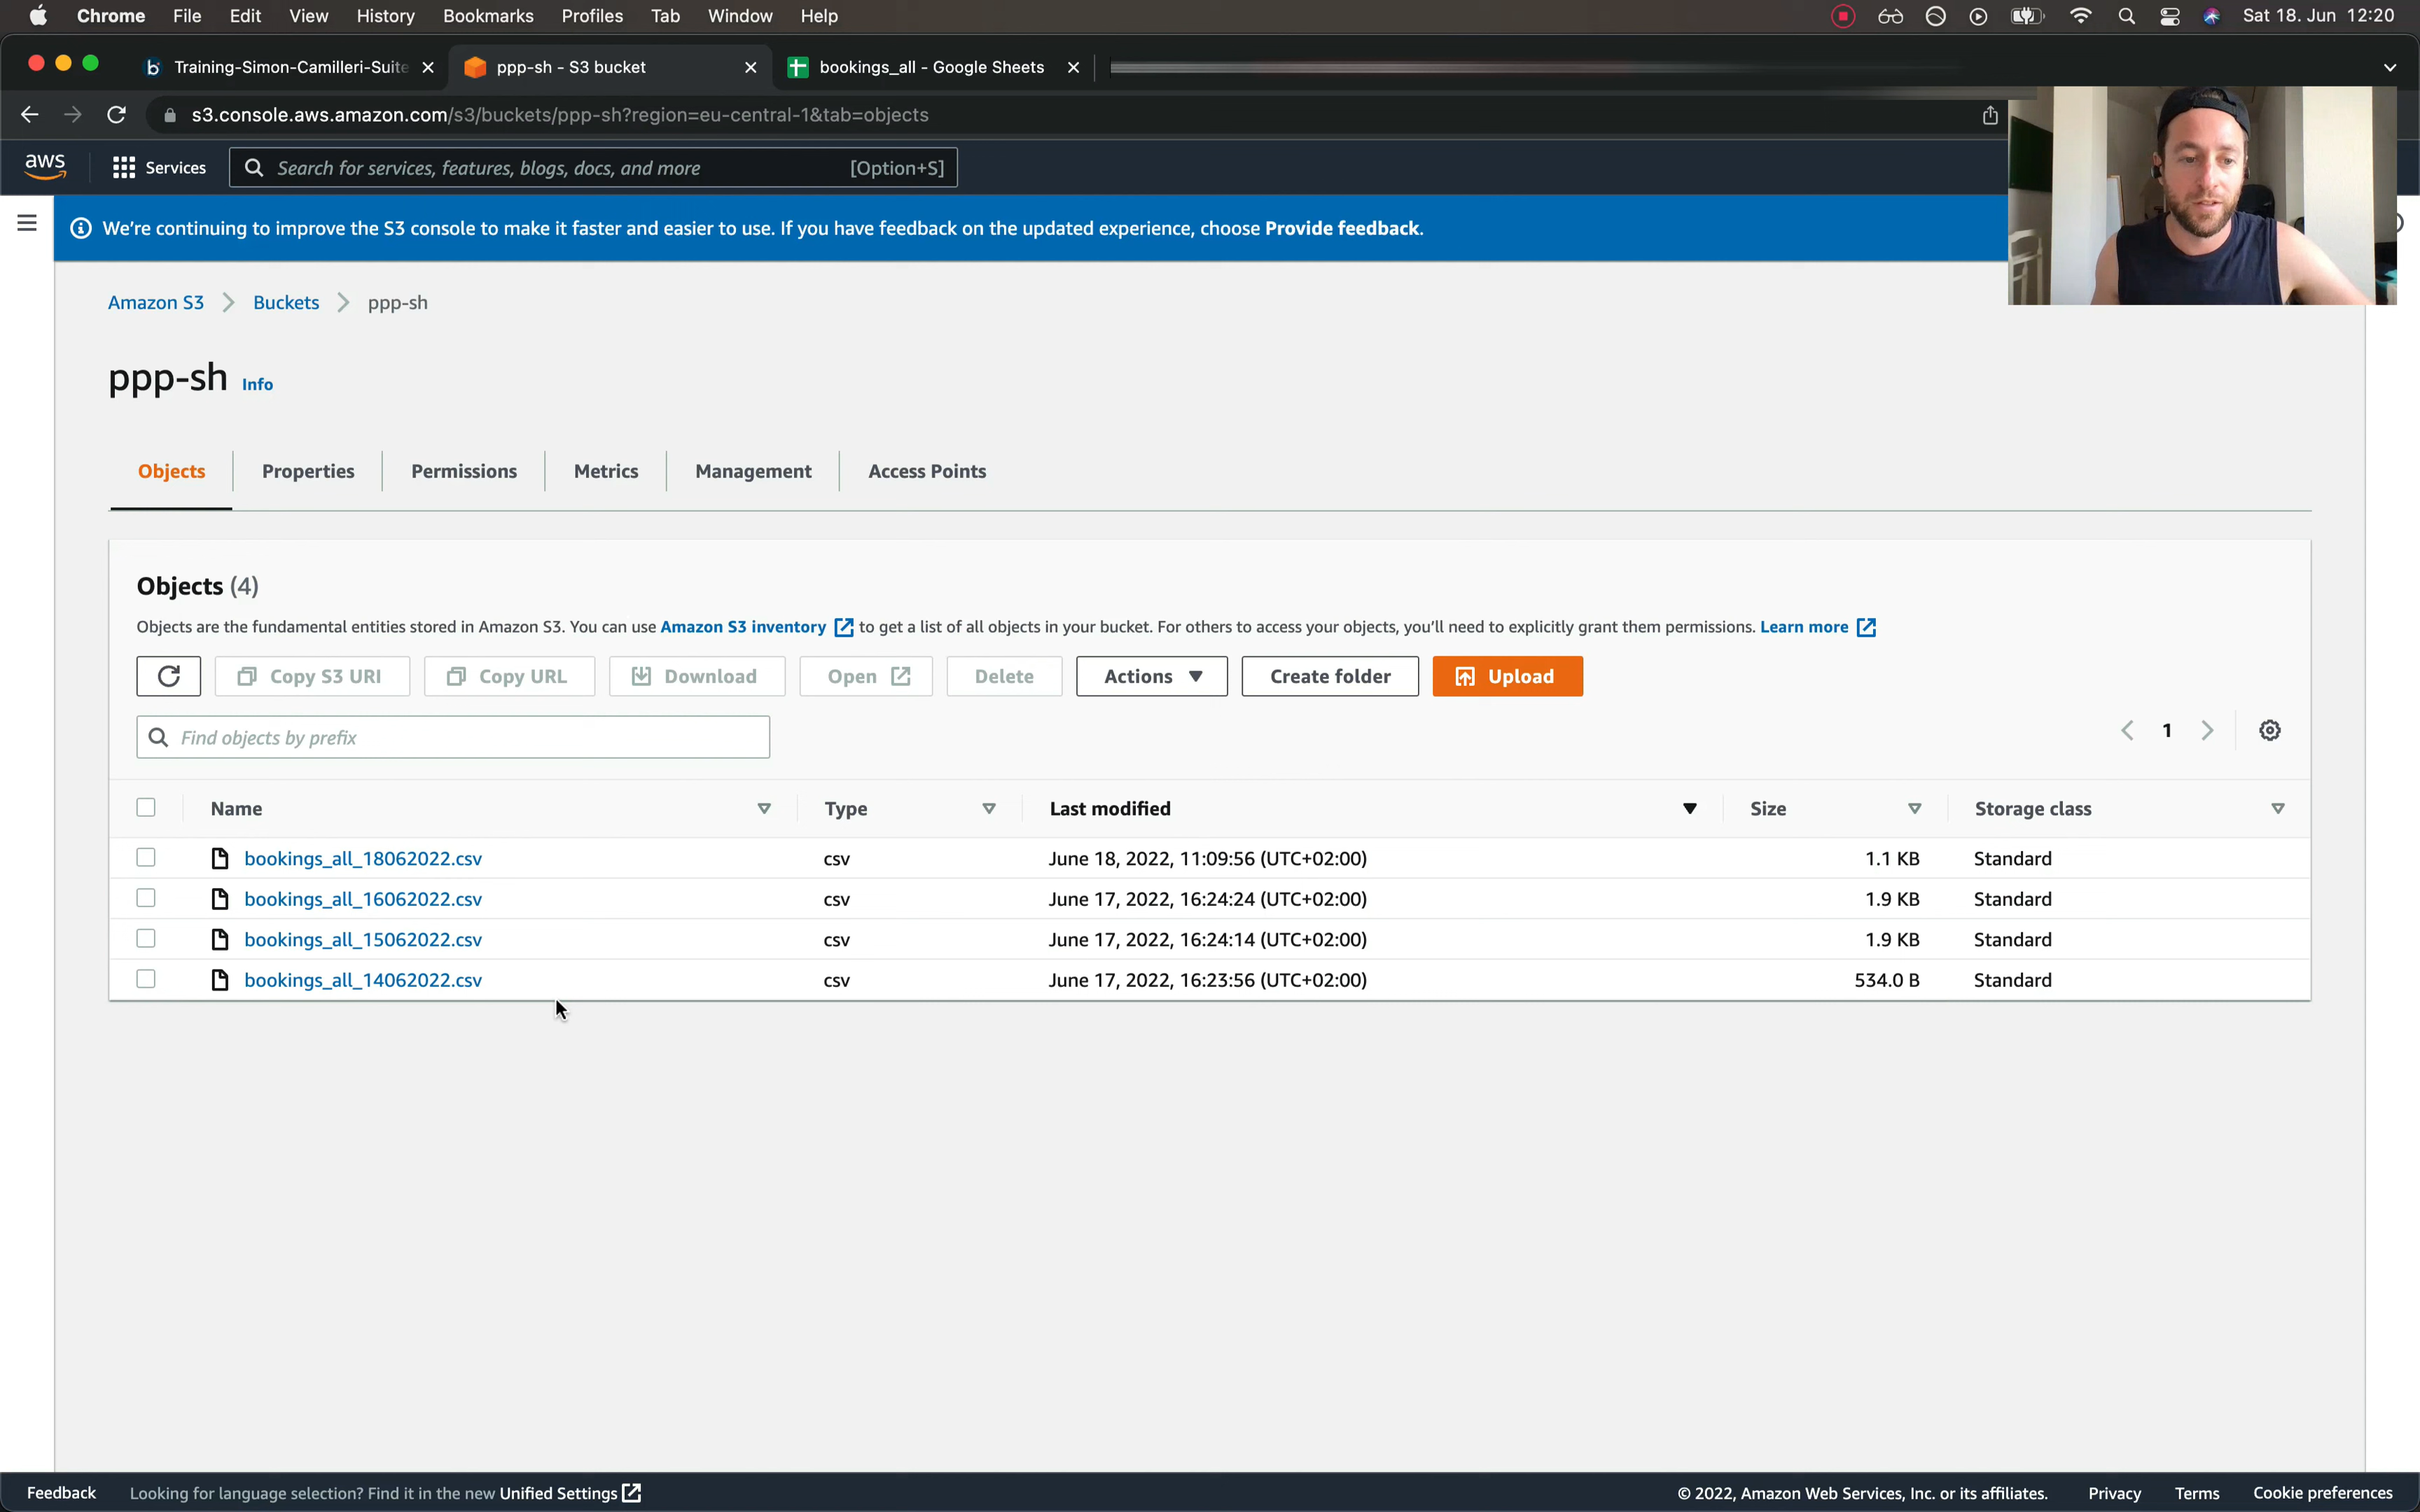 Chrome File Edit View History Bookmarks Profiles Tab Window Help Sat 18. Jun 12:20
Training-Simon-Camilleri-Suite ppp-sh - S3 bucket bookings_all - Google Sheets
s3.console.aws.amazon.com/s3/buckets/ppp-sh?region=eu-central-1&tab=objects
aws Services Search for services, features, blogs, docs, and more [Option+S]
We're continuing to improve the S3 console to make it faster and easier to use. If you have feedback on the updated experience, choose Provide feedback.
Amazon S3 Buckets ppp-sh
ppp-sh Info
Objects Properties Permissions Metrics Management Access Points
Objects (4)
Objects are the fundamental entities stored in Amazon S3. You can use Amazon S3 inventory to get a list of all objects in your bucket. For others to access your objects, you'll need to explicitly grant them permissions. Learn more
Copy S3 URI Copy URL Download Open Delete Actions Create folder Upload
Find objects by prefix 1
Name Type Last modified Size Storage class
bookings_all_18062022.csv csv June 18, 2022, 11:09:56 (UTC+02:00) 1.1 KB Standard
bookings_all_16062022.csv csv June 17, 2022, 16:24:24 (UTC+02:00) 1.9 KB Standard
bookings_all_15062022.csv csv June 17, 2022, 16:24:14 (UTC+02:00) 1.9 KB Standard
bookings_all_14062022.csv csv June 17, 2022, 16:23:56 (UTC+02:00) 534.0 B Standard
Feedback Looking for language selection? Find it in the new Unified Settings © 2022, Amazon Web Services, Inc. or its affiliates. Privacy Terms Cookie preferences